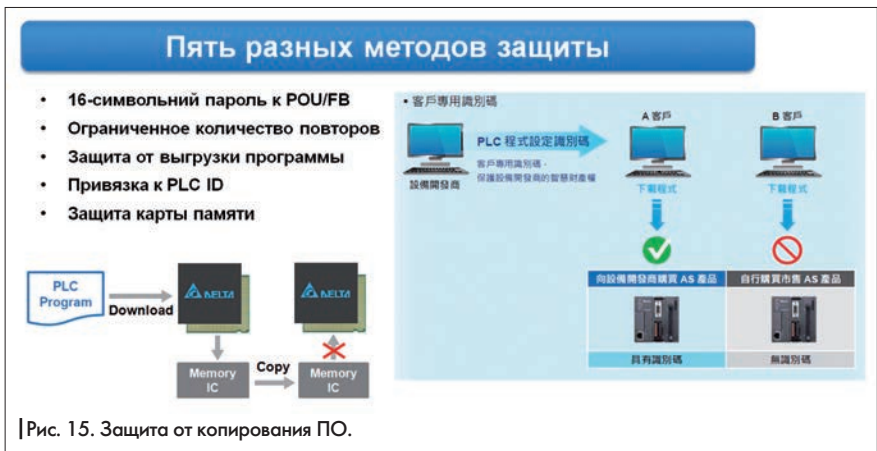 Пять разных методов защиты
• 16-символьний пароль к POU/FB
• Ограниченное количество повторов
• Защита от выгрузки программы
• Привязка к PLC ID
• Защита карты памяти
PLC
Program
Download
DELTA
DELTA
Memory
IC
Copy
Memory
IC
• 客戶專用識別碼
設備開發商
PLC 程式設定識別碼
客戶專用識別碼，
保護設備開發商的智慧財產權
A 客戶
下載程式
B 客戶
下載程式
向設備開發商購買 AS 產品
自行購買市售 AS 產品
具有識別碼
無識別碼
Рис. 15. Защита от копирования ПО.